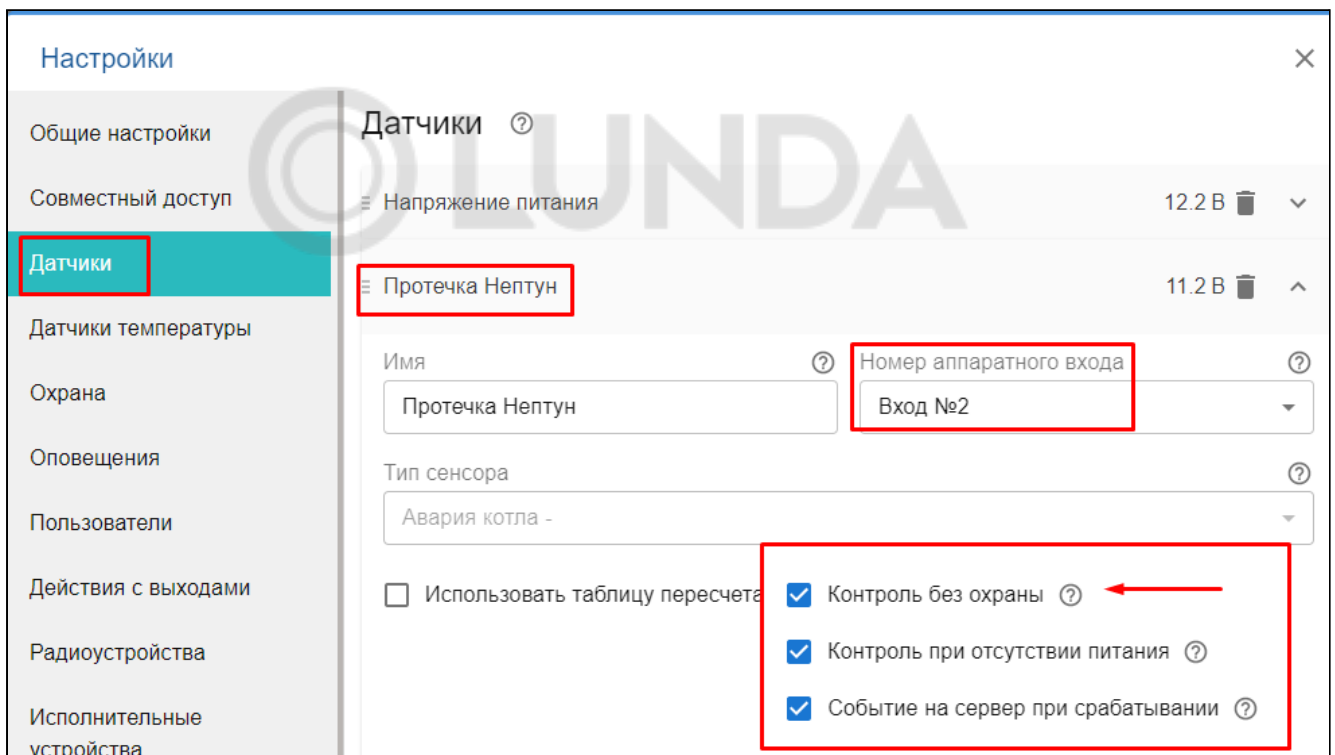 Настройки
Общие настройки
Совместный доступ
Датчики
Датчики температуры
Охрана
Оповещения
Пользователи
Действия с выходами
Радиоустройства
Исполнительные
устройства
Датчики
LUNDA
Напряжение питания 12.2 В
Протечка Нептун 11.2 В
Имя
Протечка Нептун
Номер аппаратного входа
Вход №2
Тип сенсора
Авария котла -
Использовать таблицу пересчета
Контроль без охраны
Контроль при отсутствии питания
Событие на сервер при срабатывании